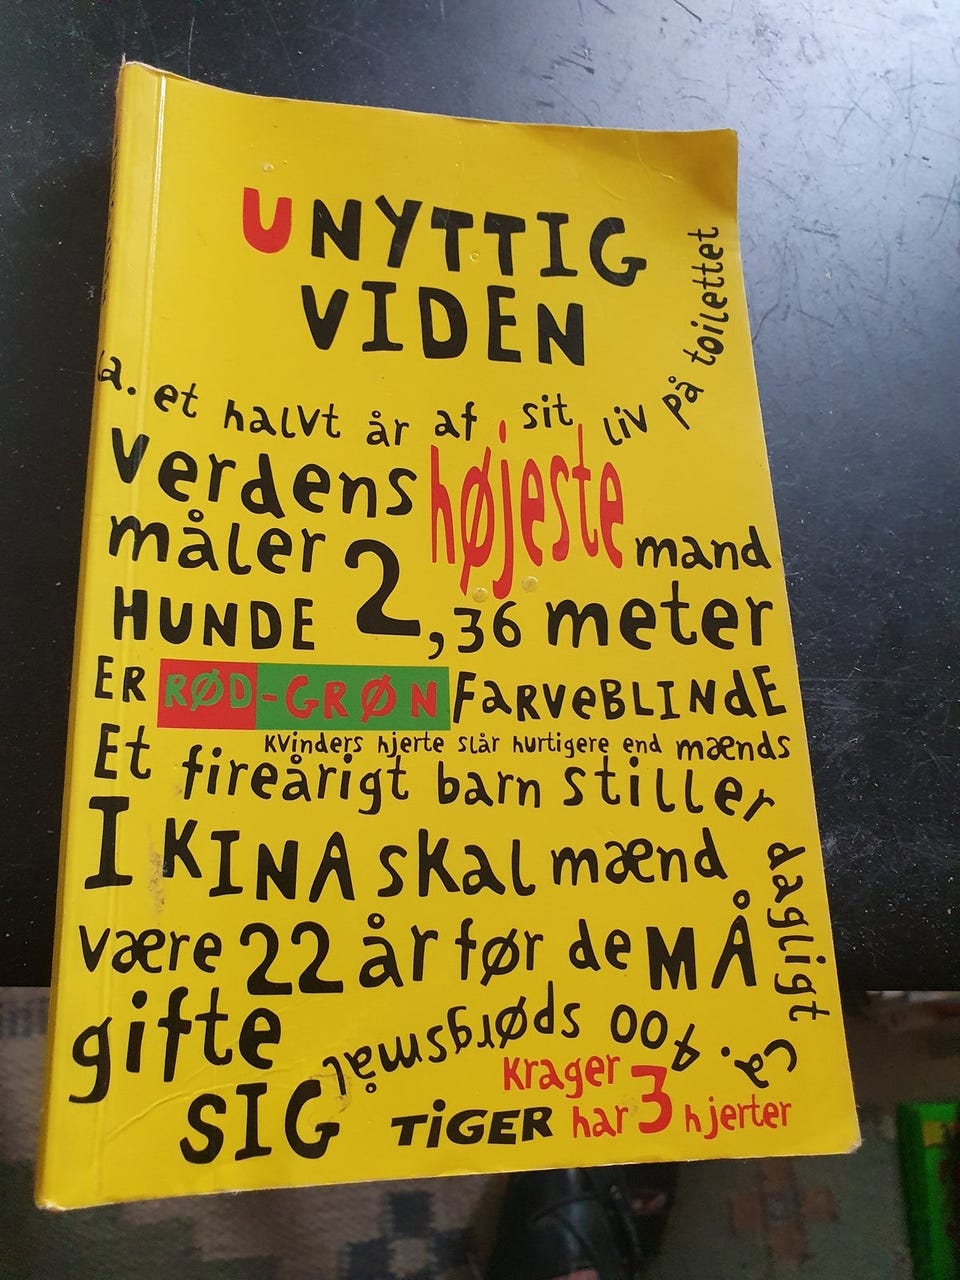 UNYTTIG
VIDEN
a. et halvt år af sit liv på toilettet
verdens højeste mand
måler 2,36 meter
HUNDE
ER RØD-GRØN FARVEBLINDE
Kvinders hjerte slår hurtigere end mænds
Et fireårigt barn stiller dagligt ca. 400 spørgsmål
I KINA skal mænd
være 22 år før de MÅ
gifte
SIG
Krager
har 3 hjerter
TiGER